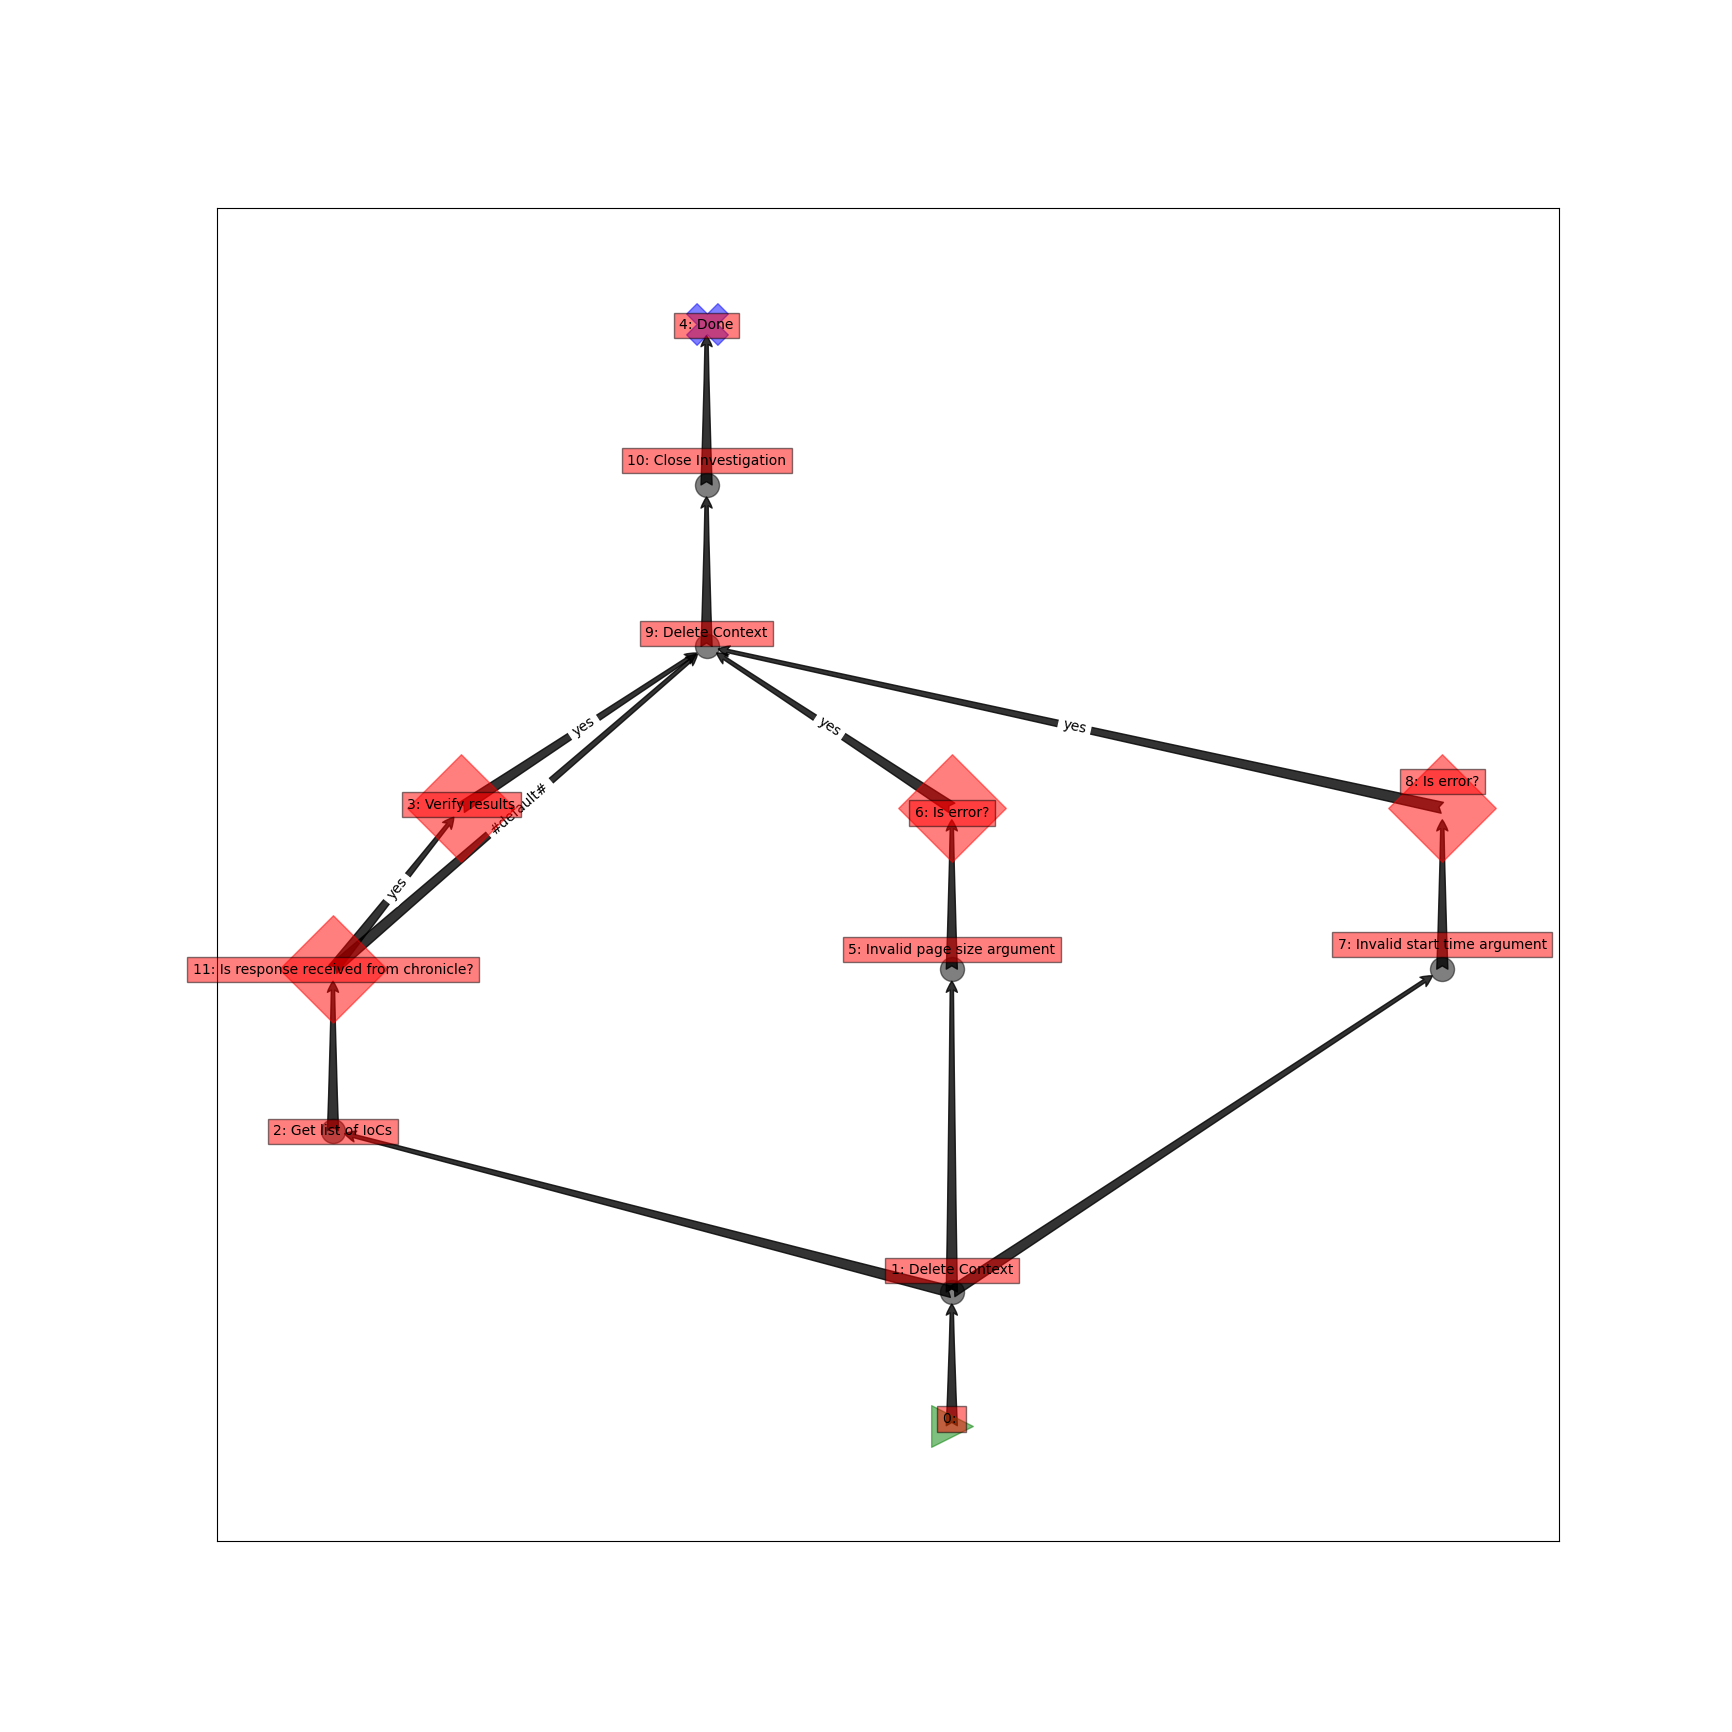 4: Done
10: Close Investigation
9: Delete Context
yes
yes
yes
8: Is error?
#default#
3: Verify results
6: Is error?
yes
7: Invalid start time argument
5: Invalid page size argument
11: Is response received from chronicle?
2: Get list of IoCs
1: Delete Context
0: